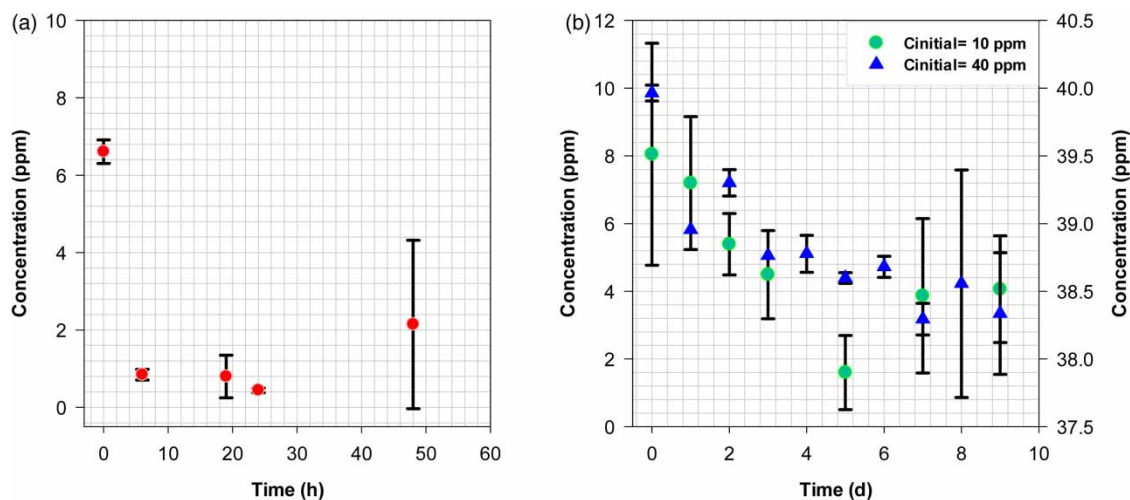 (a)
Concentration (ppm)
10
8
6
4
2
0
0 10 20 30 40 50 60
Time (h)
(b)
Concentration (ppm)
12
10
8
6
4
2
0
0 2 4 6 8 10
Time (d)
Cinitial= 10 ppm
Cinitial= 40 ppm
40.5
40.0
39.5
39.0
38.5
38.0
37.5
Concentration (ppm)